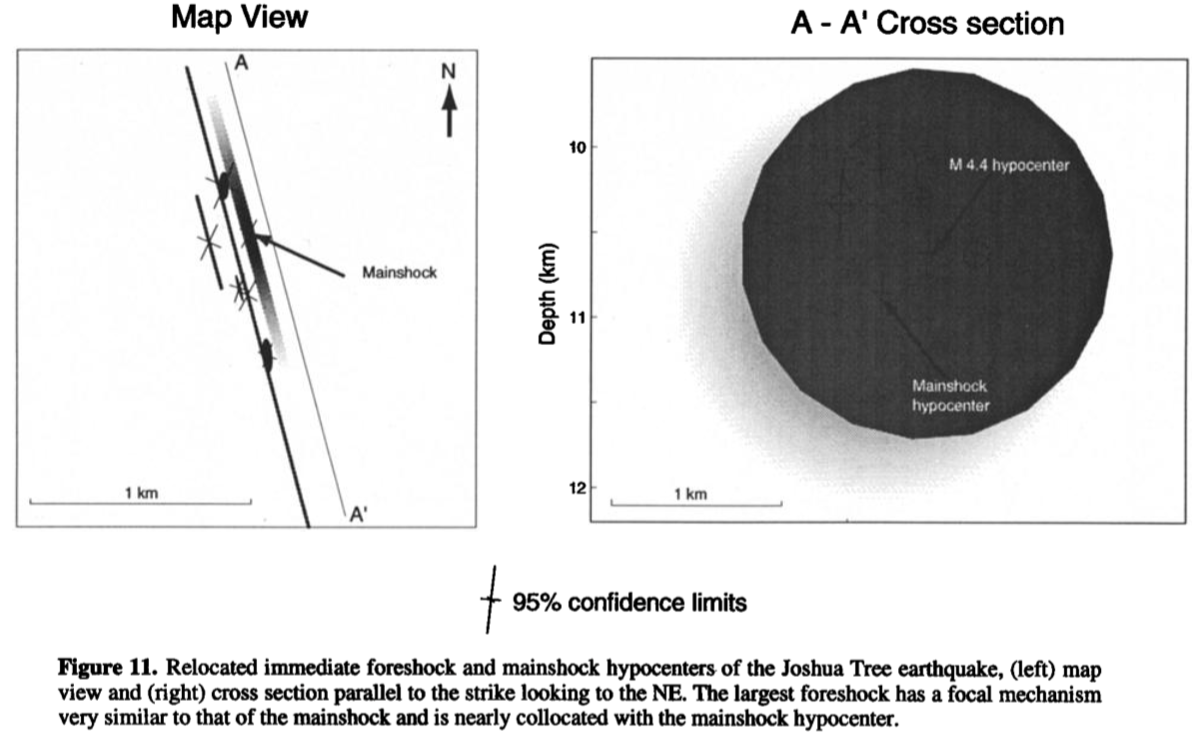 Map View
A - A' Cross section
A
N
Mainshock
1 km
A'
Depth (km)
10
11
12
M 4.4 hypocenter
Mainshock
hypocenter
1 km
95% confidence limits
Figure 11. Relocated immediate foreshock and mainshock hypocenters of the Joshua Tree earthquake, (left) map
view and (right) cross section parallel to the strike looking to the NE. The largest foreshock has a focal mechanism
very similar to that of the mainshock and is nearly collocated with the mainshock hypocenter.